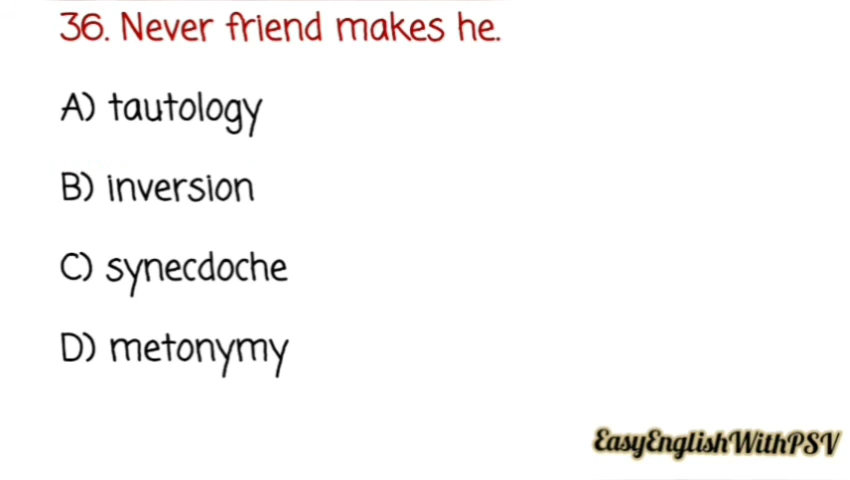 36. Never friend makes he.
A) tautology
B) inversion
C) synecdoche
D) metonymy
EasyEnglishWithPSV